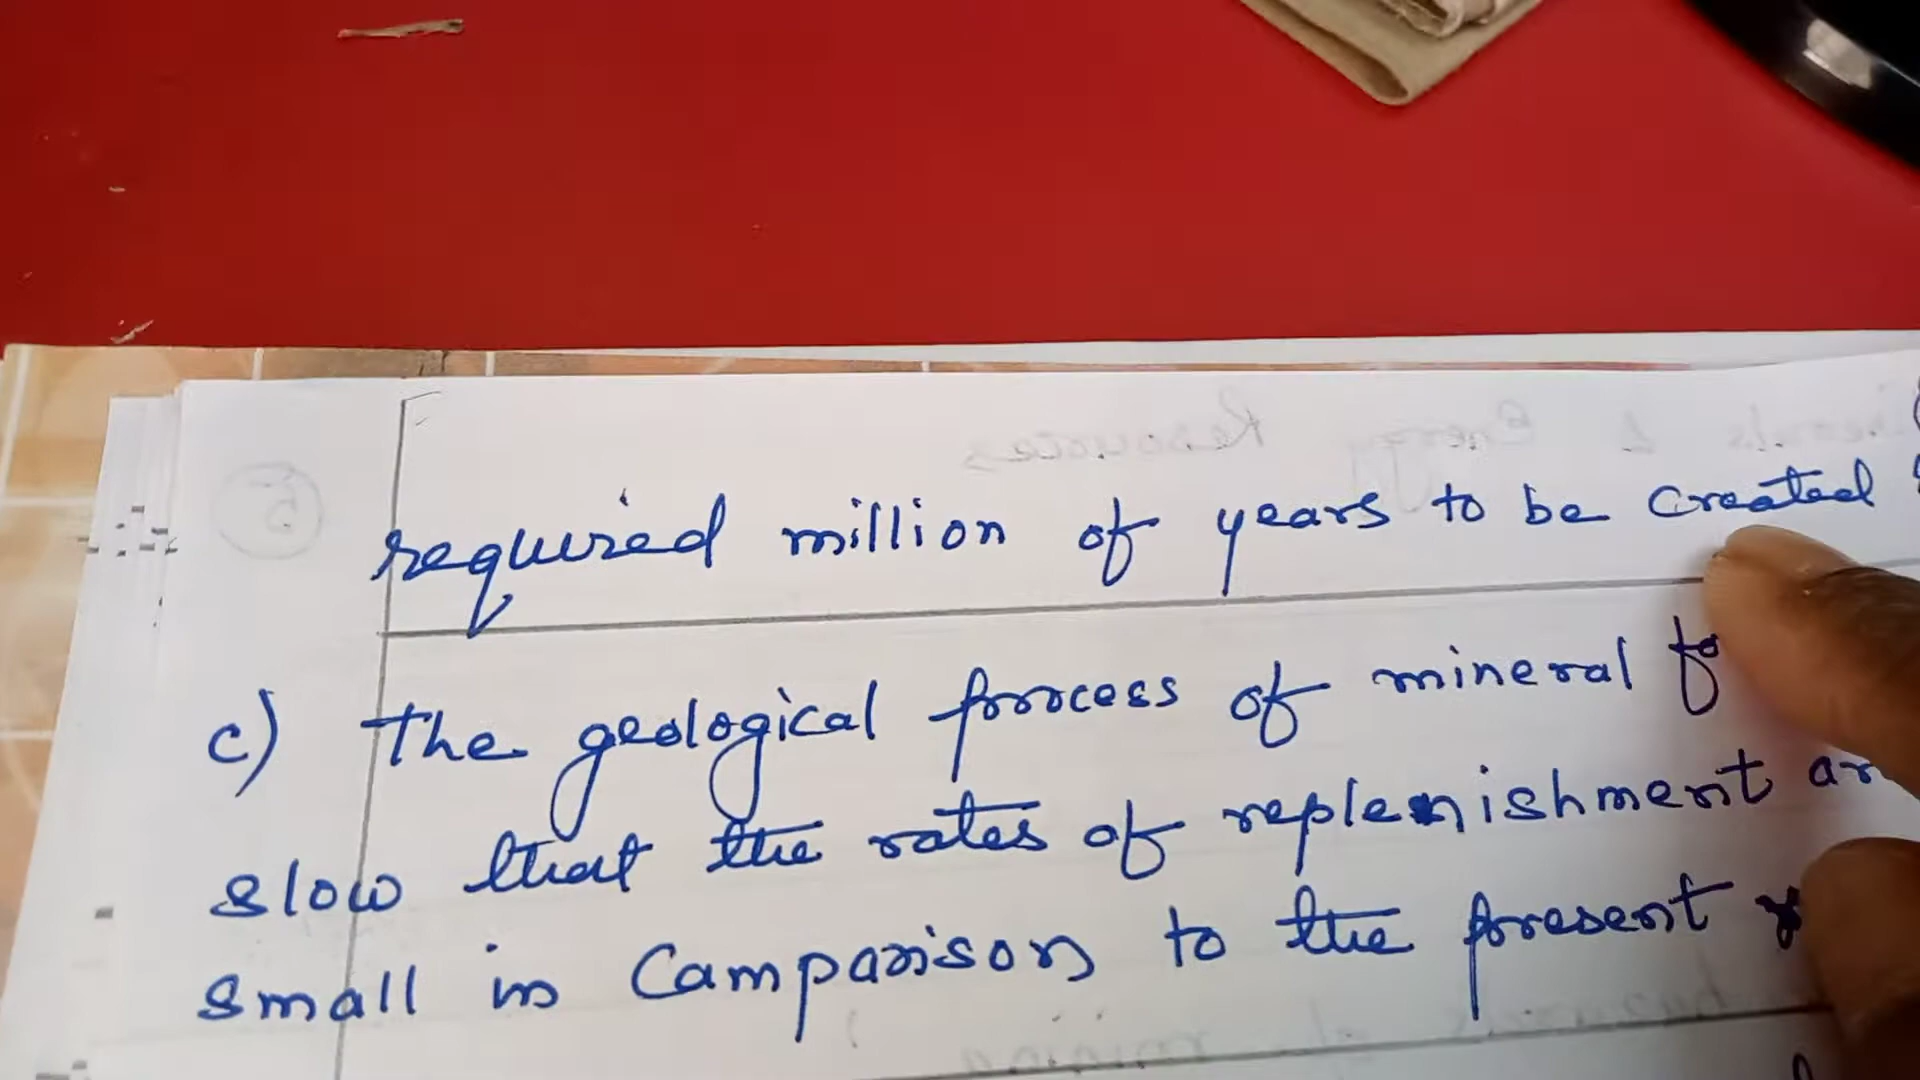 required million of years to be created
c) the geological process of mineral
slow that the rates of replenishment
small in Camparison to the present